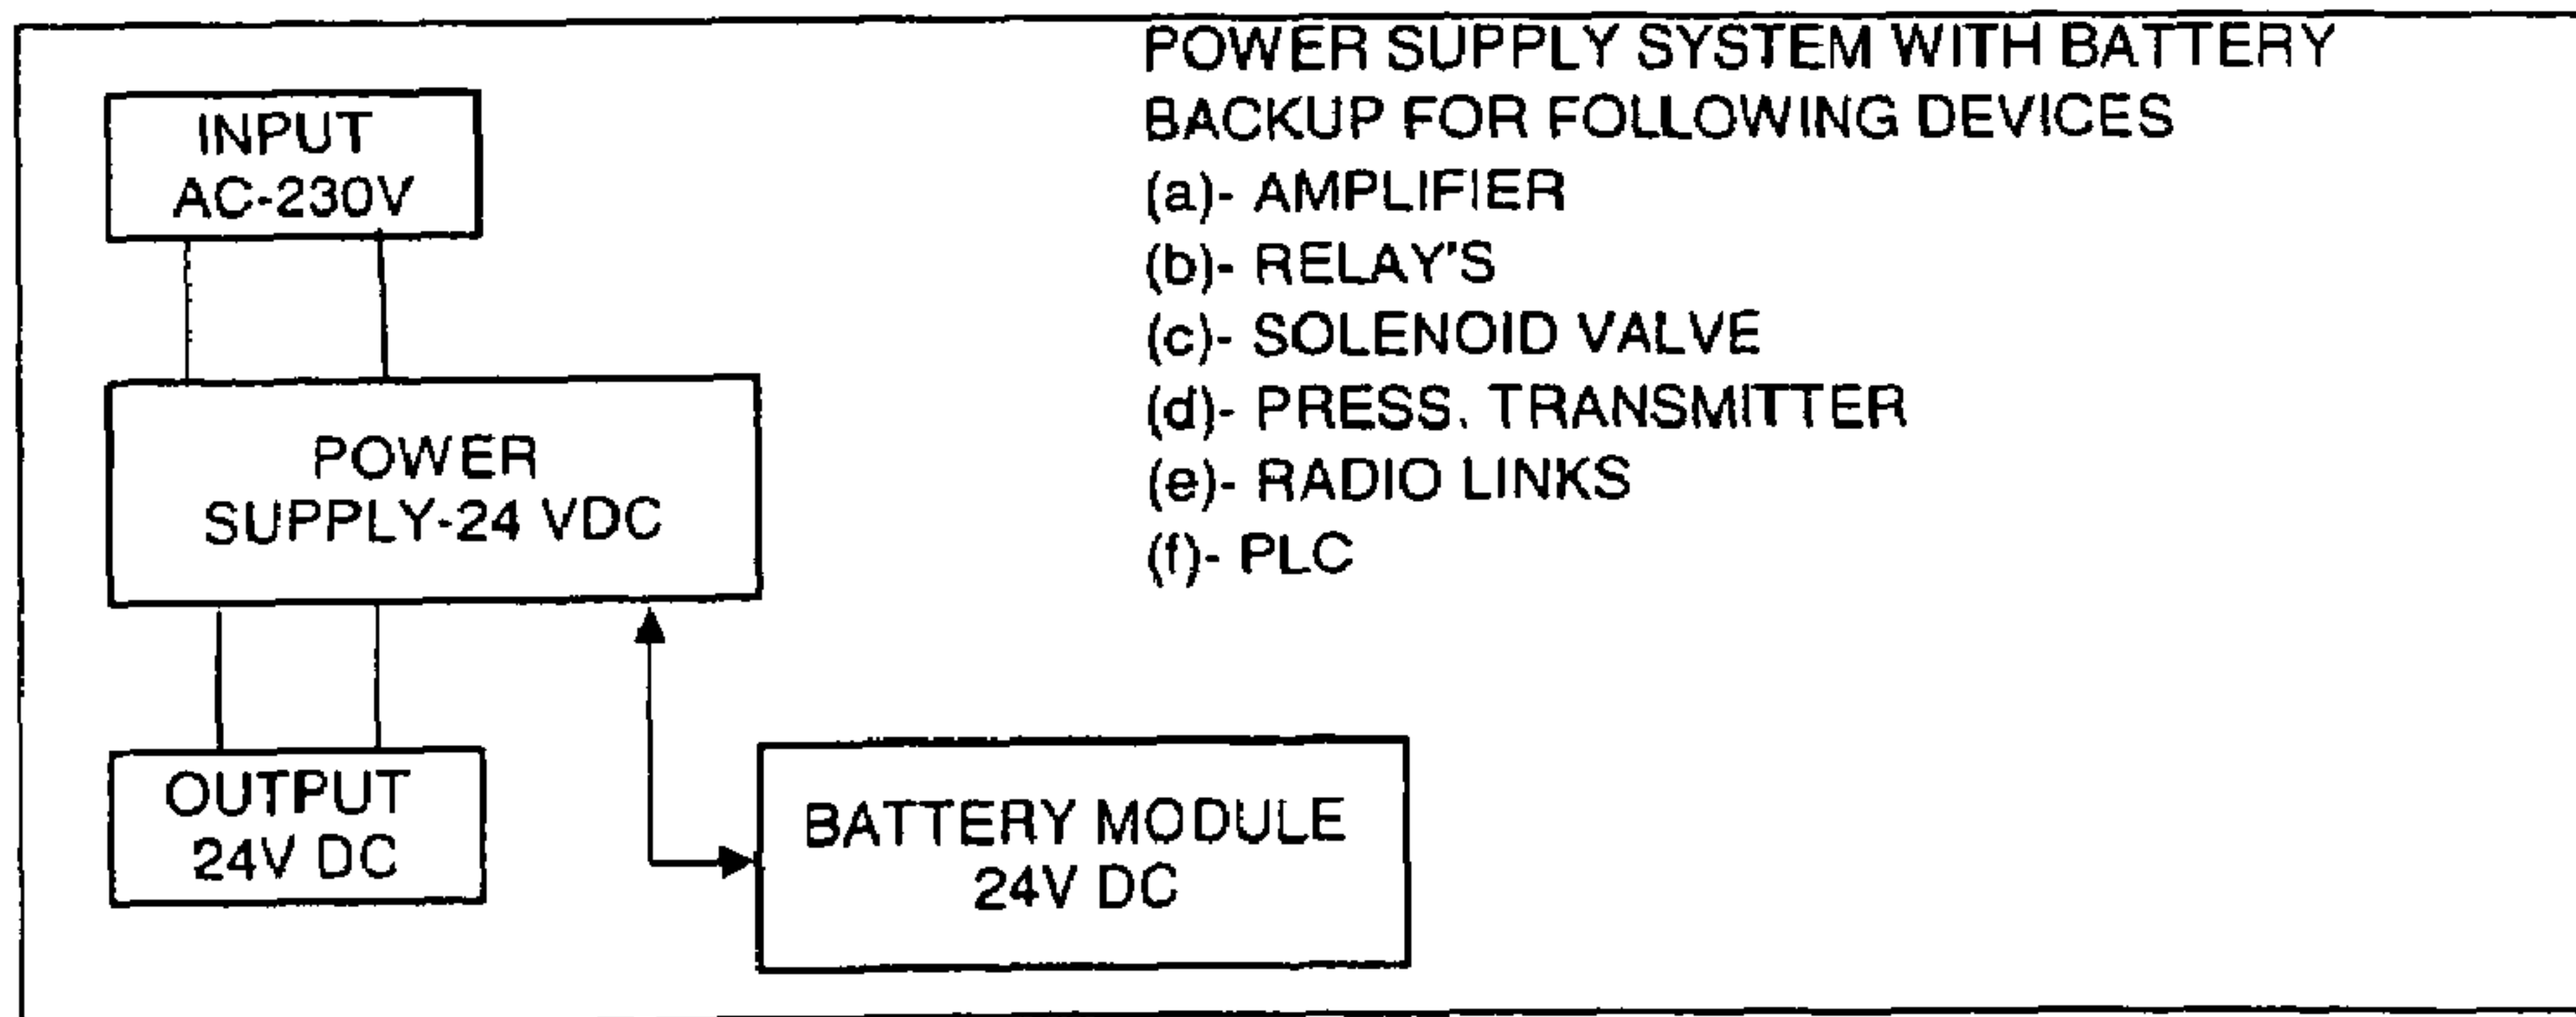 POWER SUPPLY SYSTEM WITH BATTERY
BACKUP FOR FOLLOWING DEVICES
(a)- AMPLIFIER
(b)- RELAY'S
(c)- SOLENOID VALVE
(d)- PRESS. TRANSMITTER
(e)- RADIO LINKS
(f)- PLC
INPUT
AC-230V
POWER
SUPPLY-24 VDC
OUTPUT
24V DC
BATTERY MODULE
24V DC